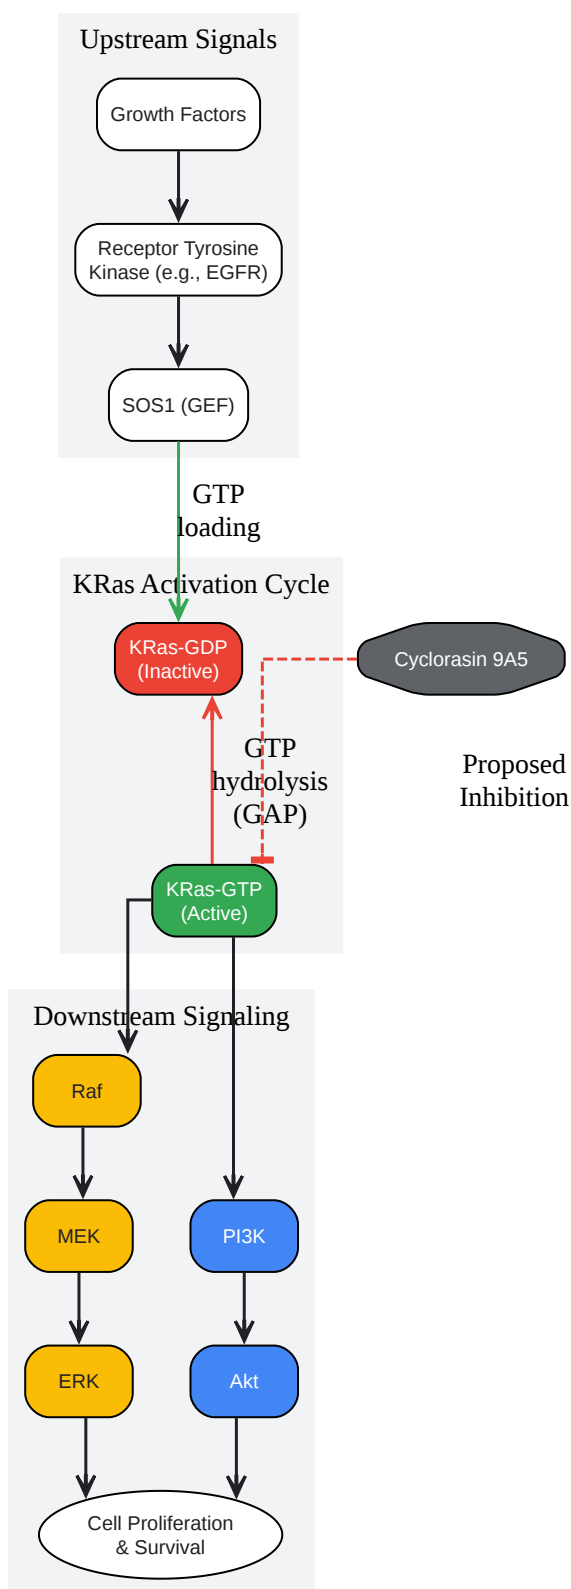 Upstream Signals
Growth Factors
Receptor Tyrosine
Kinase (e.g., EGFR)
SOS1 (GEF)
GTP
loading
KRas Activation Cycle
KRas-GDP
(Inactive)
Cyclorasin 9A5
GTP
hydrolysis
(GAP)
Proposed
Inhibition
KRas-GTP
(Active)
Downstream Signaling
Raf
MEK
PI3K
ERK
Akt
Cell Proliferation
& Survival